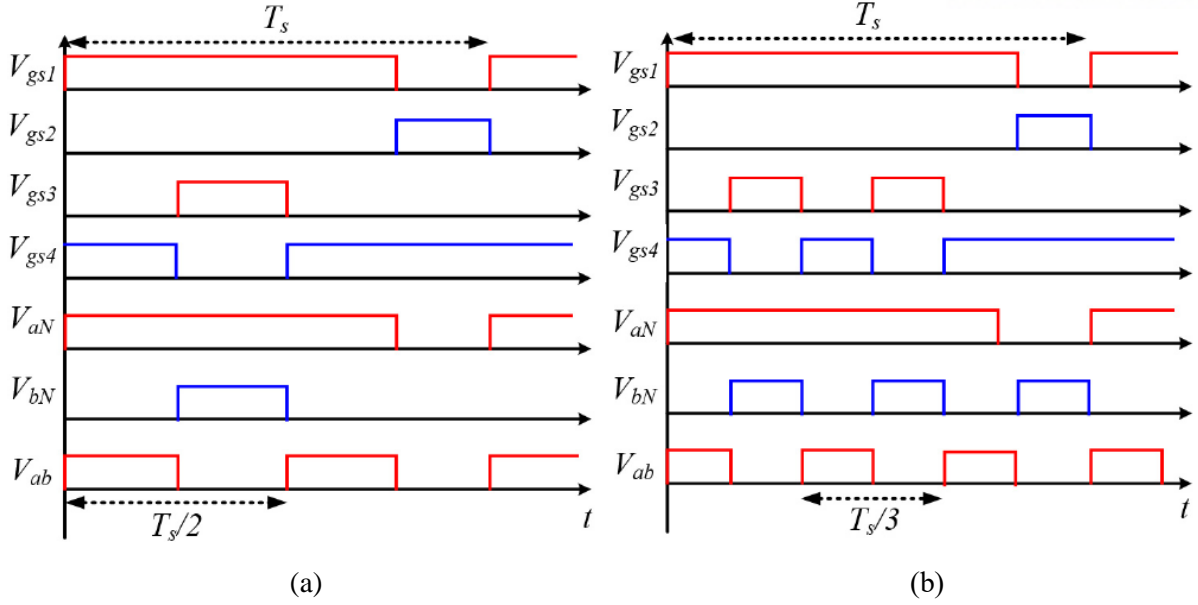 T_s
V_gs1
V_gs2
V_gs3
V_gs4
V_aN
V_bN
V_ab
T_s/2
t
(a)
T_s
V_gs1
V_gs2
V_gs3
V_gs4
V_aN
V_bN
V_ab
T_s/3
t
(b)